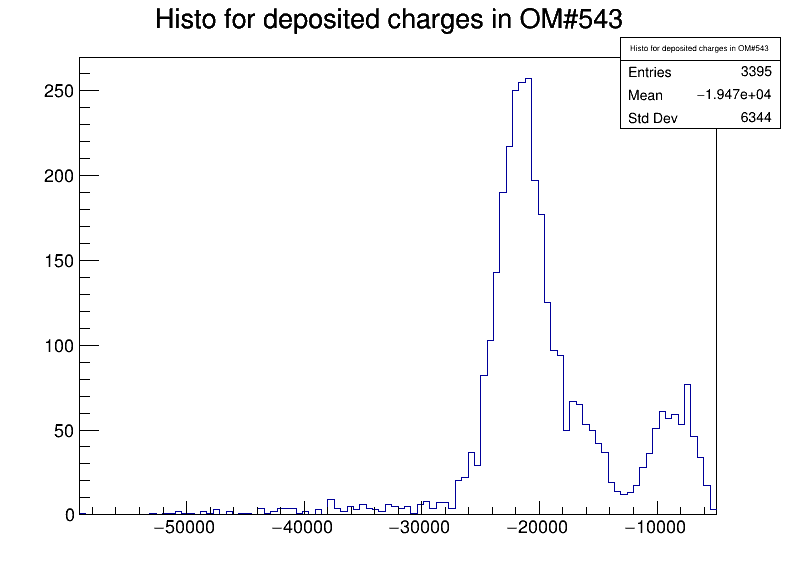 Histo for deposited charges in OM#543
Histo for deposited charges in OM#543
Entries 3395
Mean −1.947e+04
Std Dev 6344
250
200
150
100
50
0
−50000 −40000 −30000 −20000 −10000